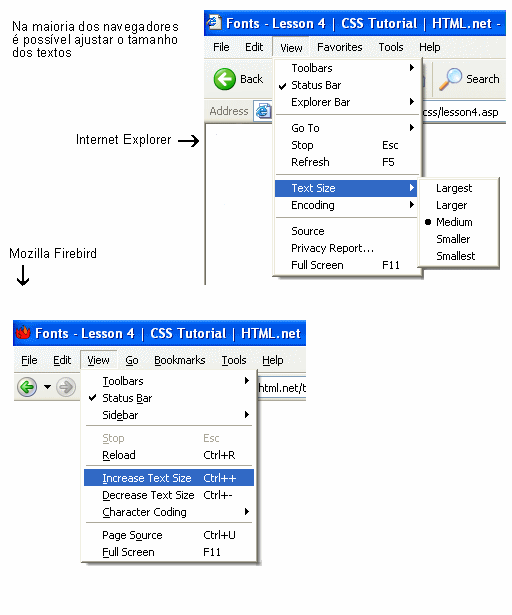 Na maioria dos navegadores
é possível ajustar o tamanho
dos textos
Fonts - Lesson 4 | CSS Tutorial | HTML.net -
File Edit View Favorites Tools Help
Back Search
Toolbars
Status Bar
Explorer Bar
Address css/lesson4.asp
Go To
Stop Esc
Refresh F5
Text Size
Encoding
Source
Privacy Report...
Full Screen F11
Largest
Larger
Medium
Smaller
Smallest
Internet Explorer
Mozilla Firebird
Fonts - Lesson 4 | CSS Tutorial | HTML.net
File Edit View Go Bookmarks Tools Help
html.net/t
Toolbars
Status Bar
Sidebar
Stop Esc
Reload Ctrl+R
Increase Text Size Ctrl++
Decrease Text Size Ctrl+-
Character Coding
Page Source Ctrl+U
Full Screen F11